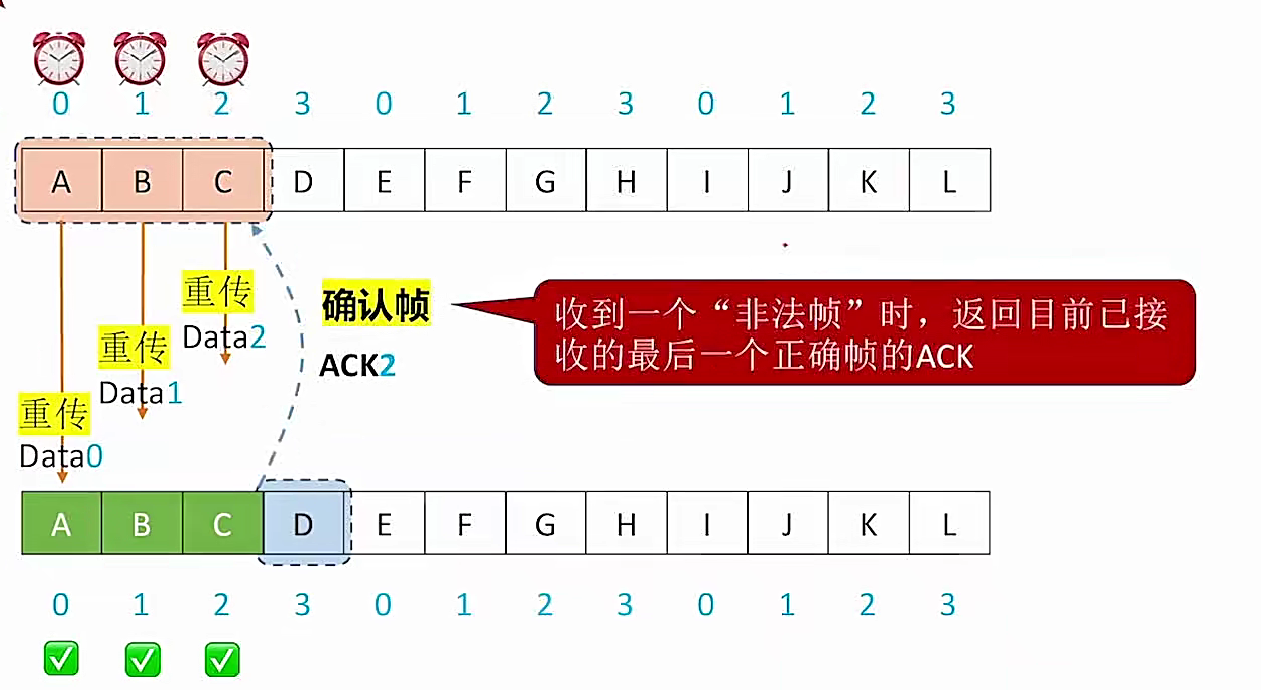 0 1 2 3 0 1 2 3 0 1 2 3
A B C D E F G H I J K L
重传
Data2
重传
Data1
重传
Data0
确认帧
ACK2
收到一个“非法帧”时，返回目前已接
收的最后一个正确帧的ACK
A B C D E F G H I J K L
0 1 2 3 0 1 2 3 0 1 2 3